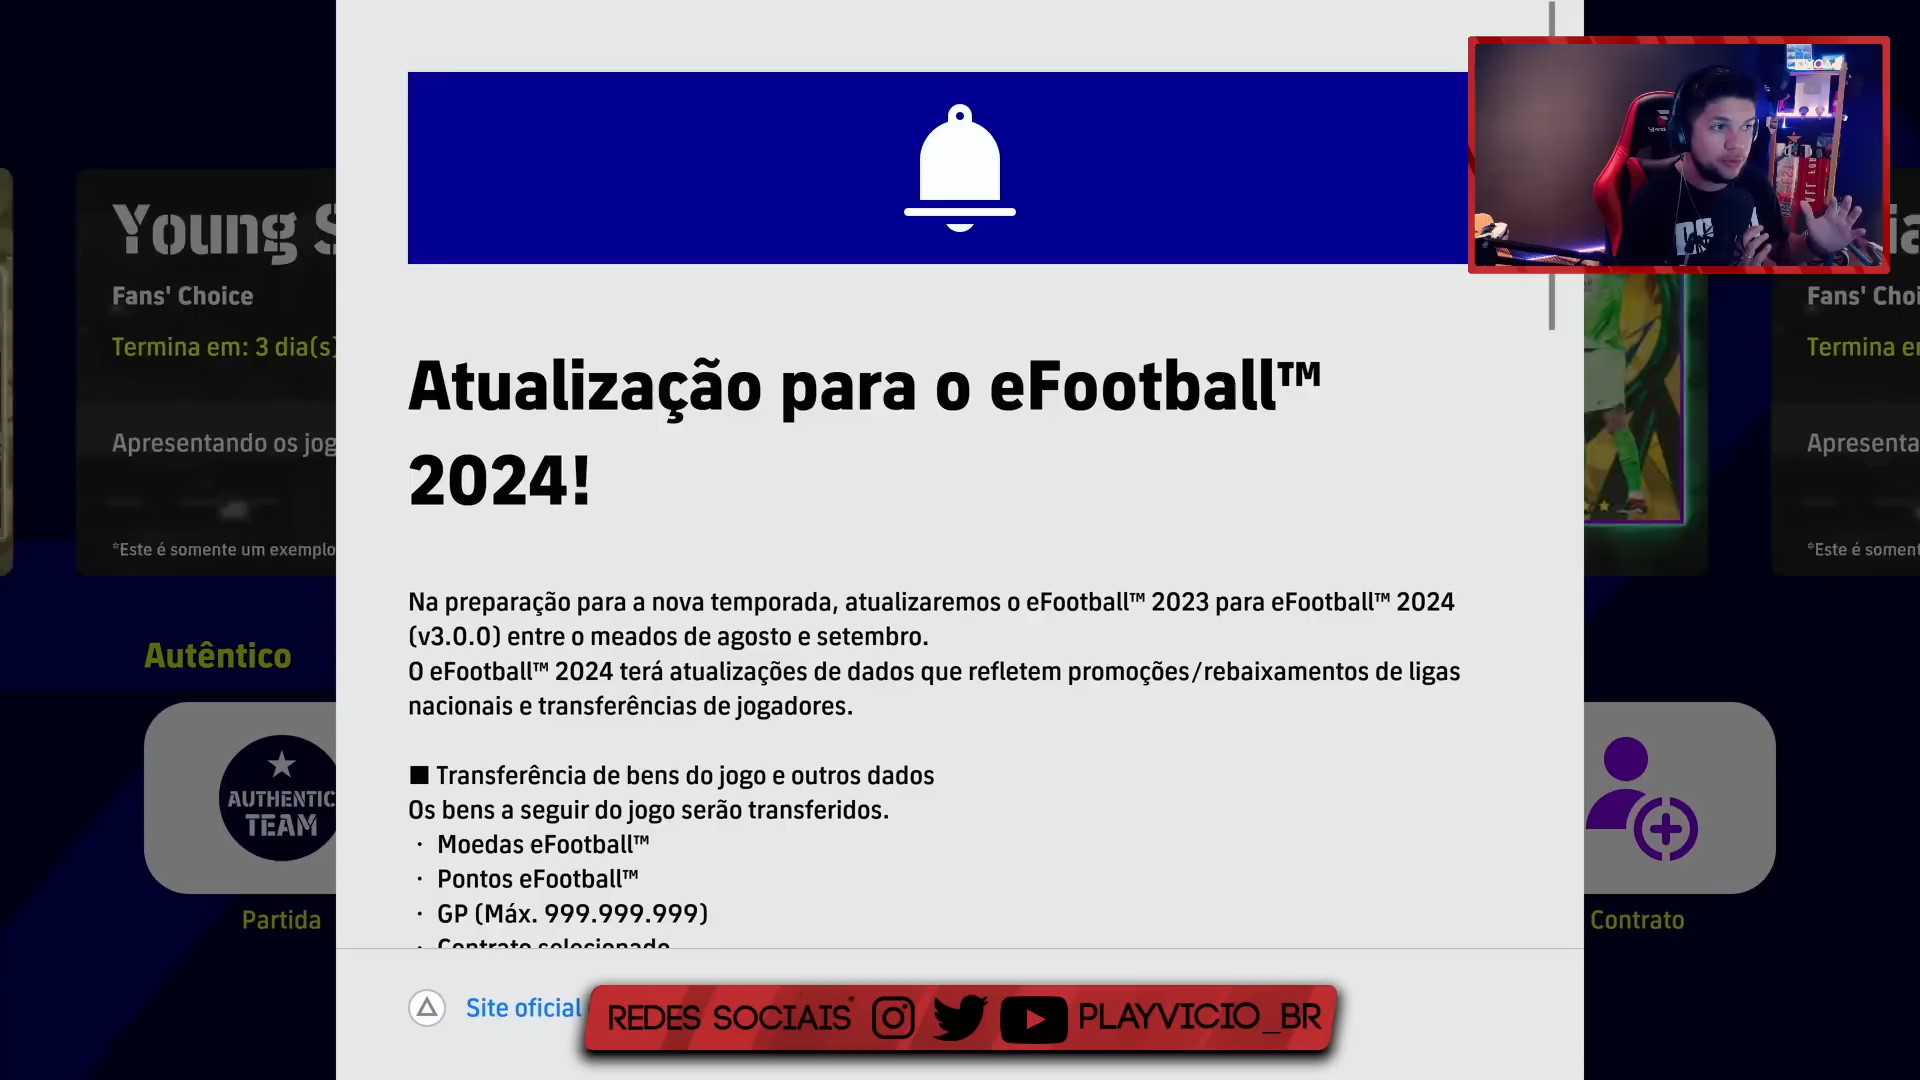 Atualização para o eFootball™
2024!
Na preparação para a nova temporada, atualizaremos o eFootball™ 2023 para eFootball™ 2024
(v3.0.0) entre o meados de agosto e setembro.
O eFootball™ 2024 terá atualizações de dados que refletem promoções/rebaixamentos de ligas
nacionais e transferências de jogadores.
■ Transferência de bens do jogo e outros dados
Os bens a seguir do jogo serão transferidos.
· Moedas eFootball™
· Pontos eFootball™
· GP (Máx. 999.999.999)
· Contrato selecionado
Site oficial
REDES SOCIAIS PLAYVICIO_BR
Young S
Fans' Choice
Termina em: 3 dia(s)
Apresentando os jog
*Este é somente um exemplo
Autêntico
AUTHENTIC
TEAM
Partida
ia
Fans' Choi
Termina em
Apresenta
*Este é soment
Contrato